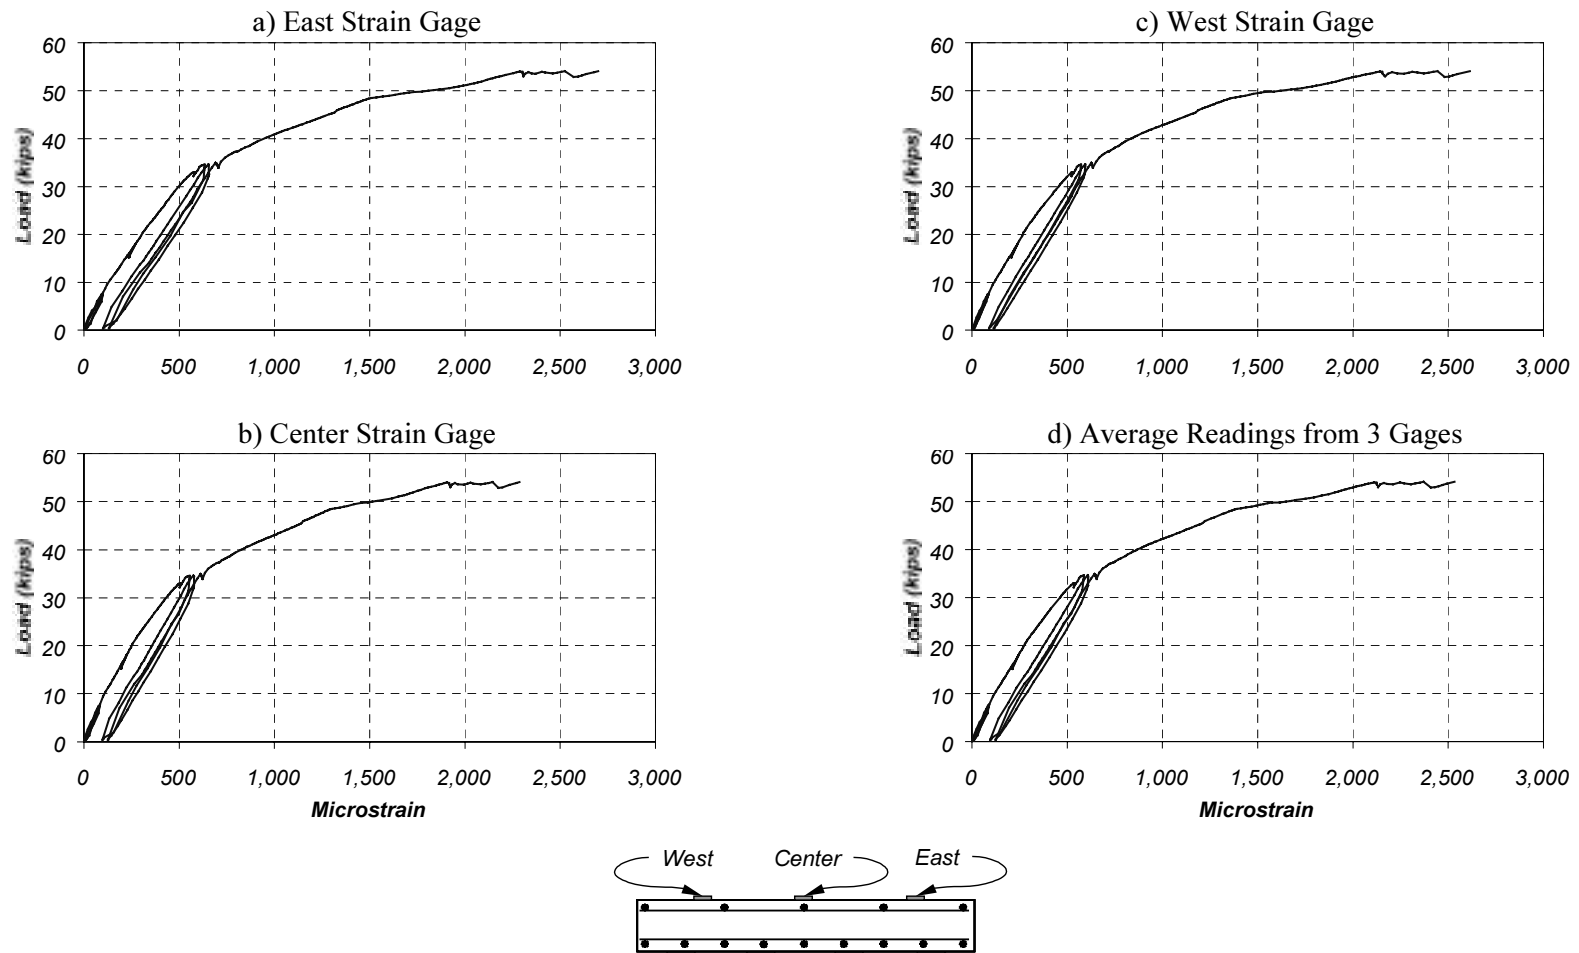 a) East Strain Gage
60
50
40
30
20
10
0
Load (kips)
0 500 1,000 1,500 2,000 2,500 3,000
c) West Strain Gage
60
50
40
30
20
10
0
Load (kips)
0 500 1,000 1,500 2,000 2,500 3,000
b) Center Strain Gage
60
50
40
30
20
10
0
Load (kips)
0 500 1,000 1,500 2,000 2,500 3,000
Microstrain
d) Average Readings from 3 Gages
60
50
40
30
20
10
0
Load (kips)
0 500 1,000 1,500 2,000 2,500 3,000
Microstrain
West Center East